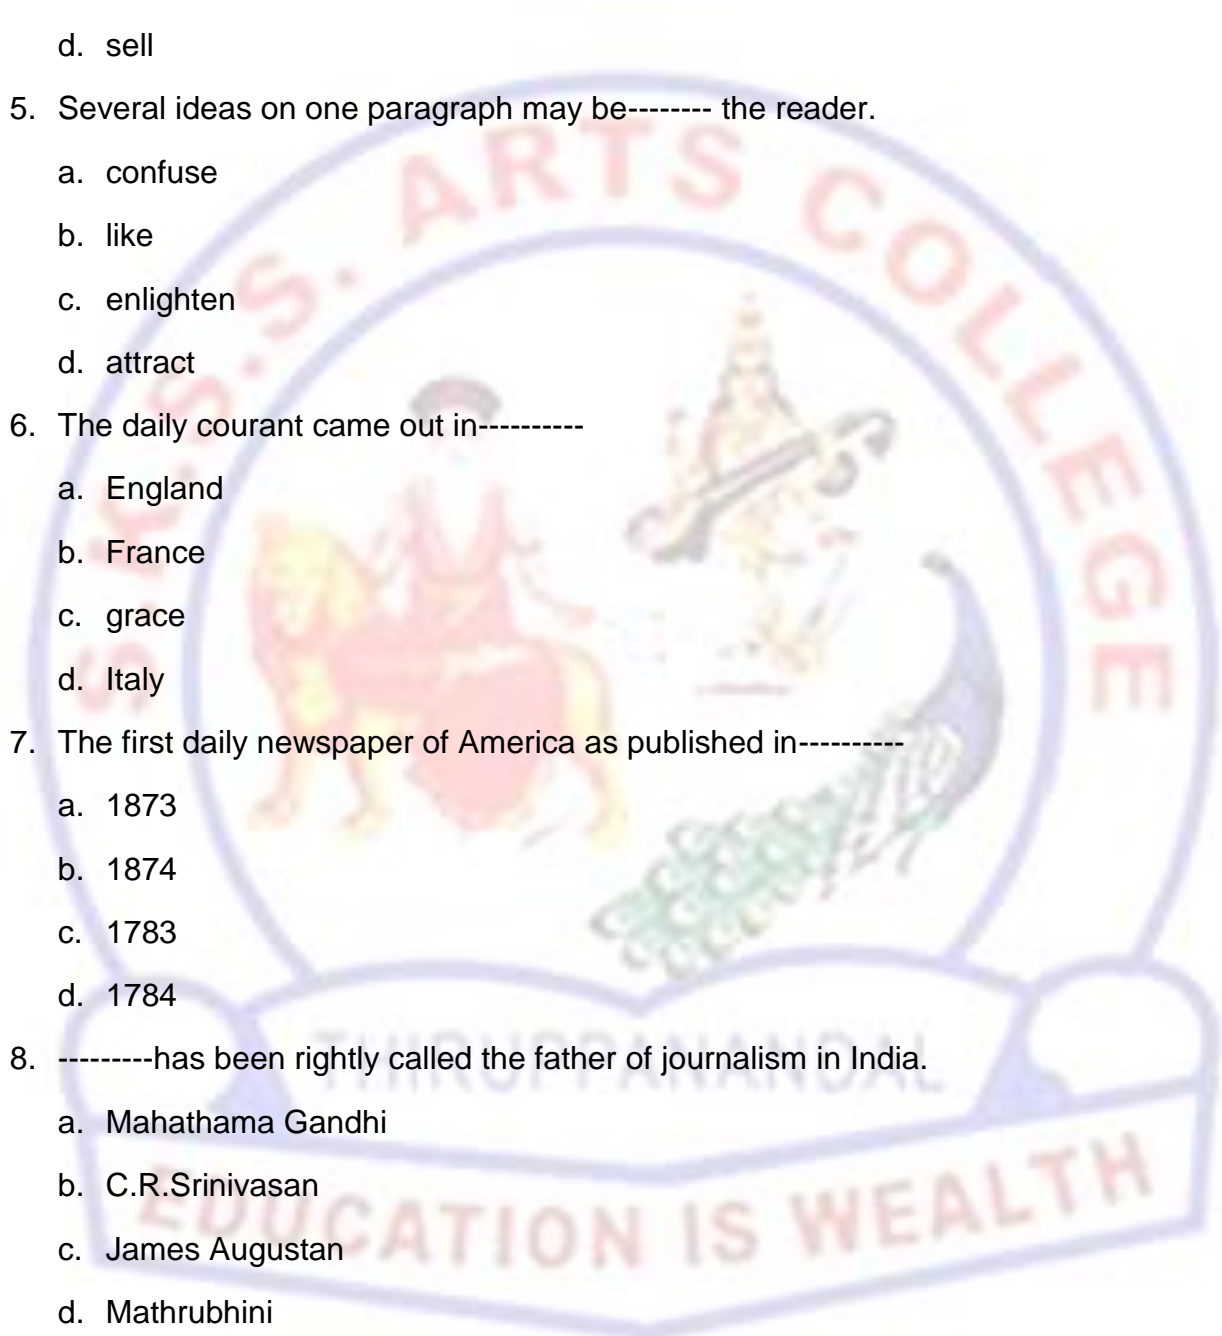 d. sell
5. Several ideas on one paragraph may be-------- the reader.
a. confuse
b. like
c. enlighten
d. attract
6. The daily courant came out in----------
a. England
b. France
c. grace
d. Italy
7. The first daily newspaper of America as published in----------
a. 1873
b. 1874
c. 1783
d. 1784
8. ---------has been rightly called the father of journalism in India.
a. Mahathama Gandhi
b. C.R.Srinivasan
c. James Augustan
d. Mathrubhini
S.K.S.S. ARTS COLLEGE
THIRUPPANANDAL
EDUCATION IS WEALTH